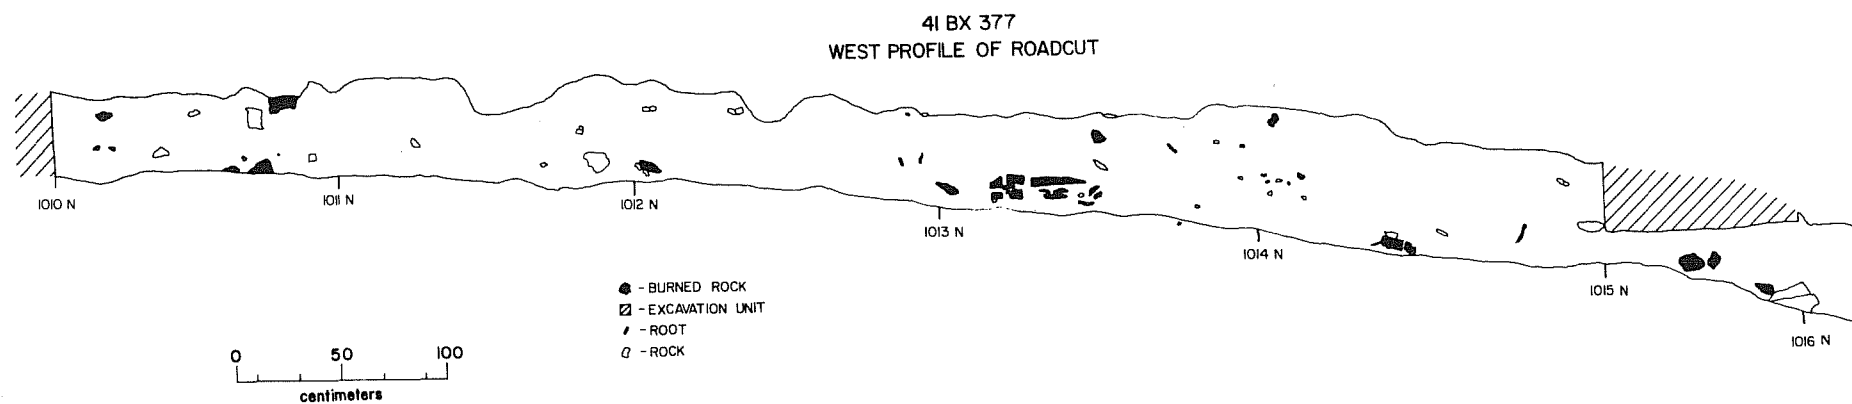 41 BX 377
WEST PROFILE OF ROADCUT
1010 N
1011 N
1012 N
1013 N
1014 N
1015 N
1016 N
- BURNED ROCK
- EXCAVATION UNIT
- ROOT
- ROCK
0 50 100
centimeters